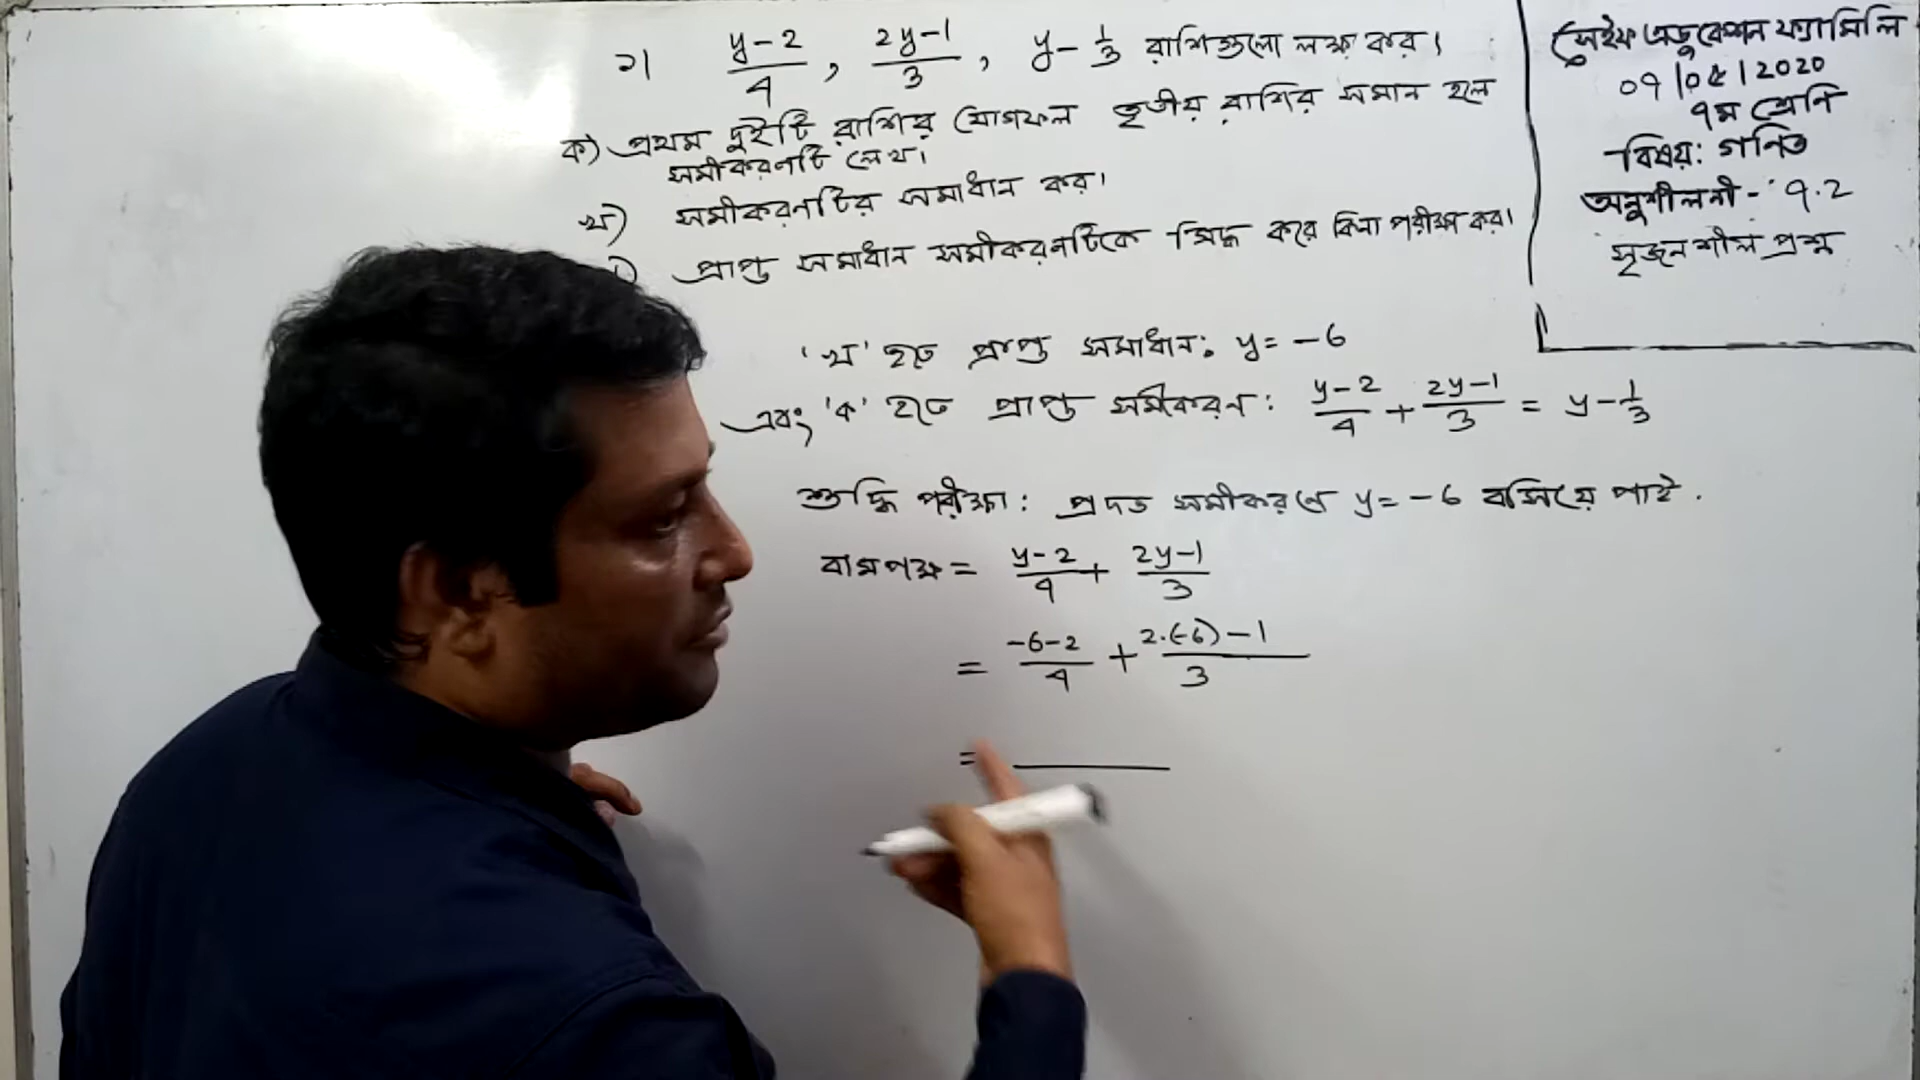 ২। y-2/4 , 2y-1/3 , y-1/3 রাশিগুলো লক্ষ কর।
ক) প্রথম দুইটি রাশির যোগফল তৃতীয় রাশির সমান হলে
সমীকরণটি লেখ।
খ) সমীকরণটির সমাধান কর।
প্রাপ্ত সমাধান সমীকরণটিকে সিদ্ধ করে কিনা পরীক্ষা কর।
সেইফ এডুকেশন ফ্যামিলি
০৭/০৫/2020
৭ম শ্রেণি
বিষয়: গনিত
অনুশীলনী - ৭.2
সৃজনশীল প্রশ্ন
'খ' হতে প্রাপ্ত সমাধান: y = -6
এবং 'ক' হতে প্রাপ্ত সমীকরণ: y-2/4 + 2y-1/3 = y-1/3
শুদ্ধি পরীক্ষা: প্রদত্ত সমীকরণে y = -6 বসিয়ে পাই.
বামপক্ষ = y-2/4 + 2y-1/3
= -6-2/4 + 2.(-6)-1/3
=